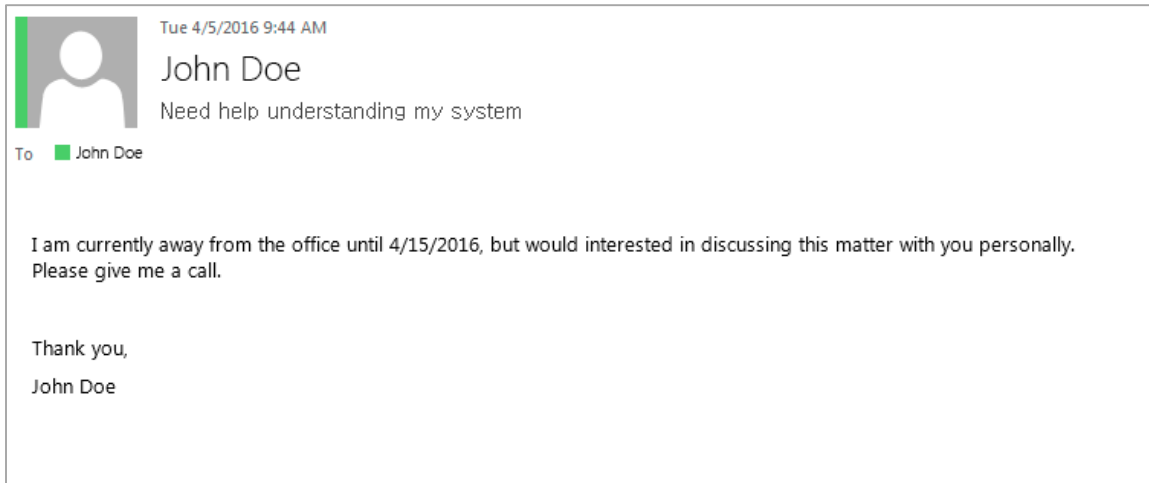 Tue 4/5/2016 9:44 AM
John Doe
Need help understanding my system
To John Doe
I am currently away from the office until 4/15/2016, but would interested in discussing this matter with you personally.
Please give me a call.
Thank you,
John Doe